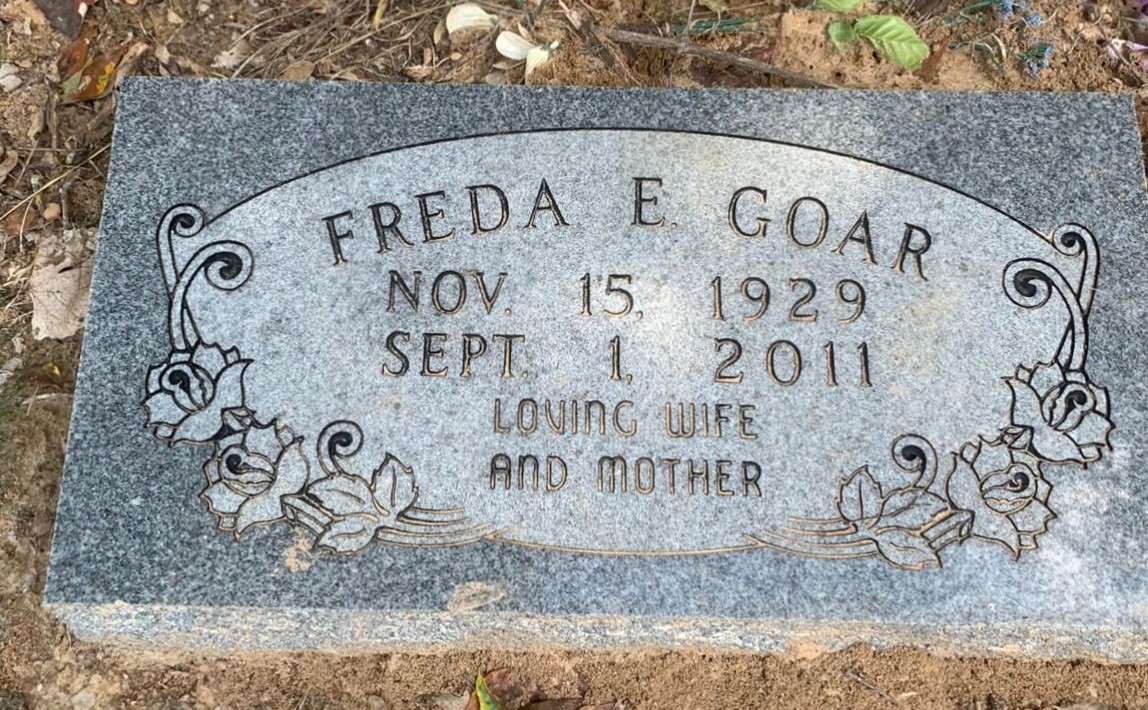 FREDA E. GOAR
NOV. 15, 1929
SEPT. 1, 2011
LOVING WIFE
AND MOTHER